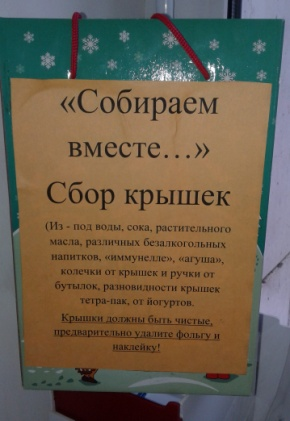 «Собираем
вместе…»
Сбор крышек
(Из - под воды, сока, растительного
масла, различных безалкогольных
напитков, «иммунелле», «агуша»,
колечки от крышек и ручки от
бутылок, разновидности крышек
тетра-пак, от йогуртов.
Крышки должны быть чистые,
предварительно удалите фольгу и
наклейку!